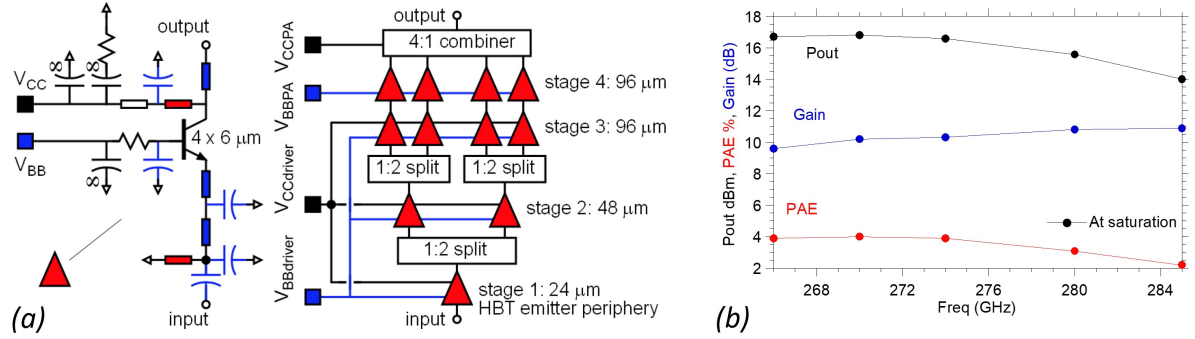 (a)
output
V_CC
∞
∞
4 x 6 μm
V_BB
∞
input
output
4:1 combiner
V_CCPA
V_BBPA
V_CCdriver
V_BBdriver
stage 4: 96 μm
stage 3: 96 μm
1:2 split
1:2 split
stage 2: 48 μm
1:2 split
stage 1: 24 μm
HBT emitter periphery
input
(b)
Pout dBm, PAE %, Gain (dB)
18
16
14
12
10
8
6
4
2
Pout
Gain
PAE
At saturation
268
272
276
280
284
Freq (GHz)